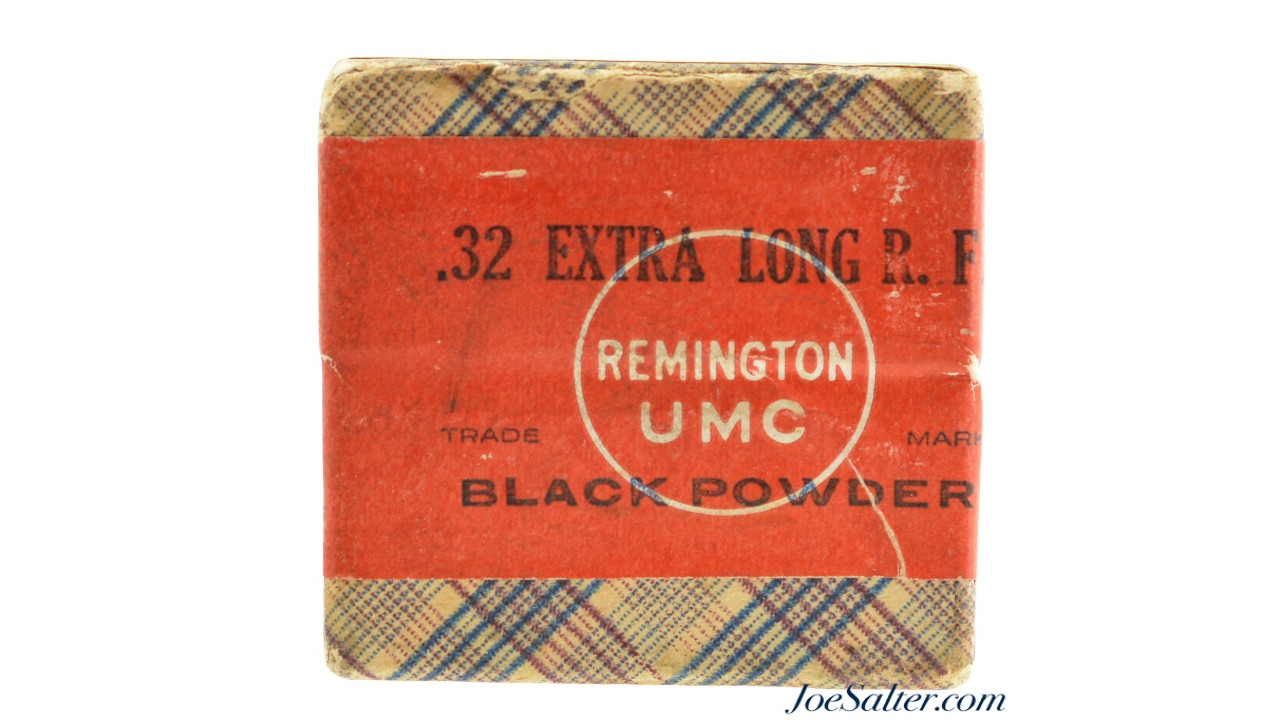 .32 EXTRA LONG R. F.
REMINGTON
UMC
TRADE MARK
BLACK POWDER
JoeSalter.com